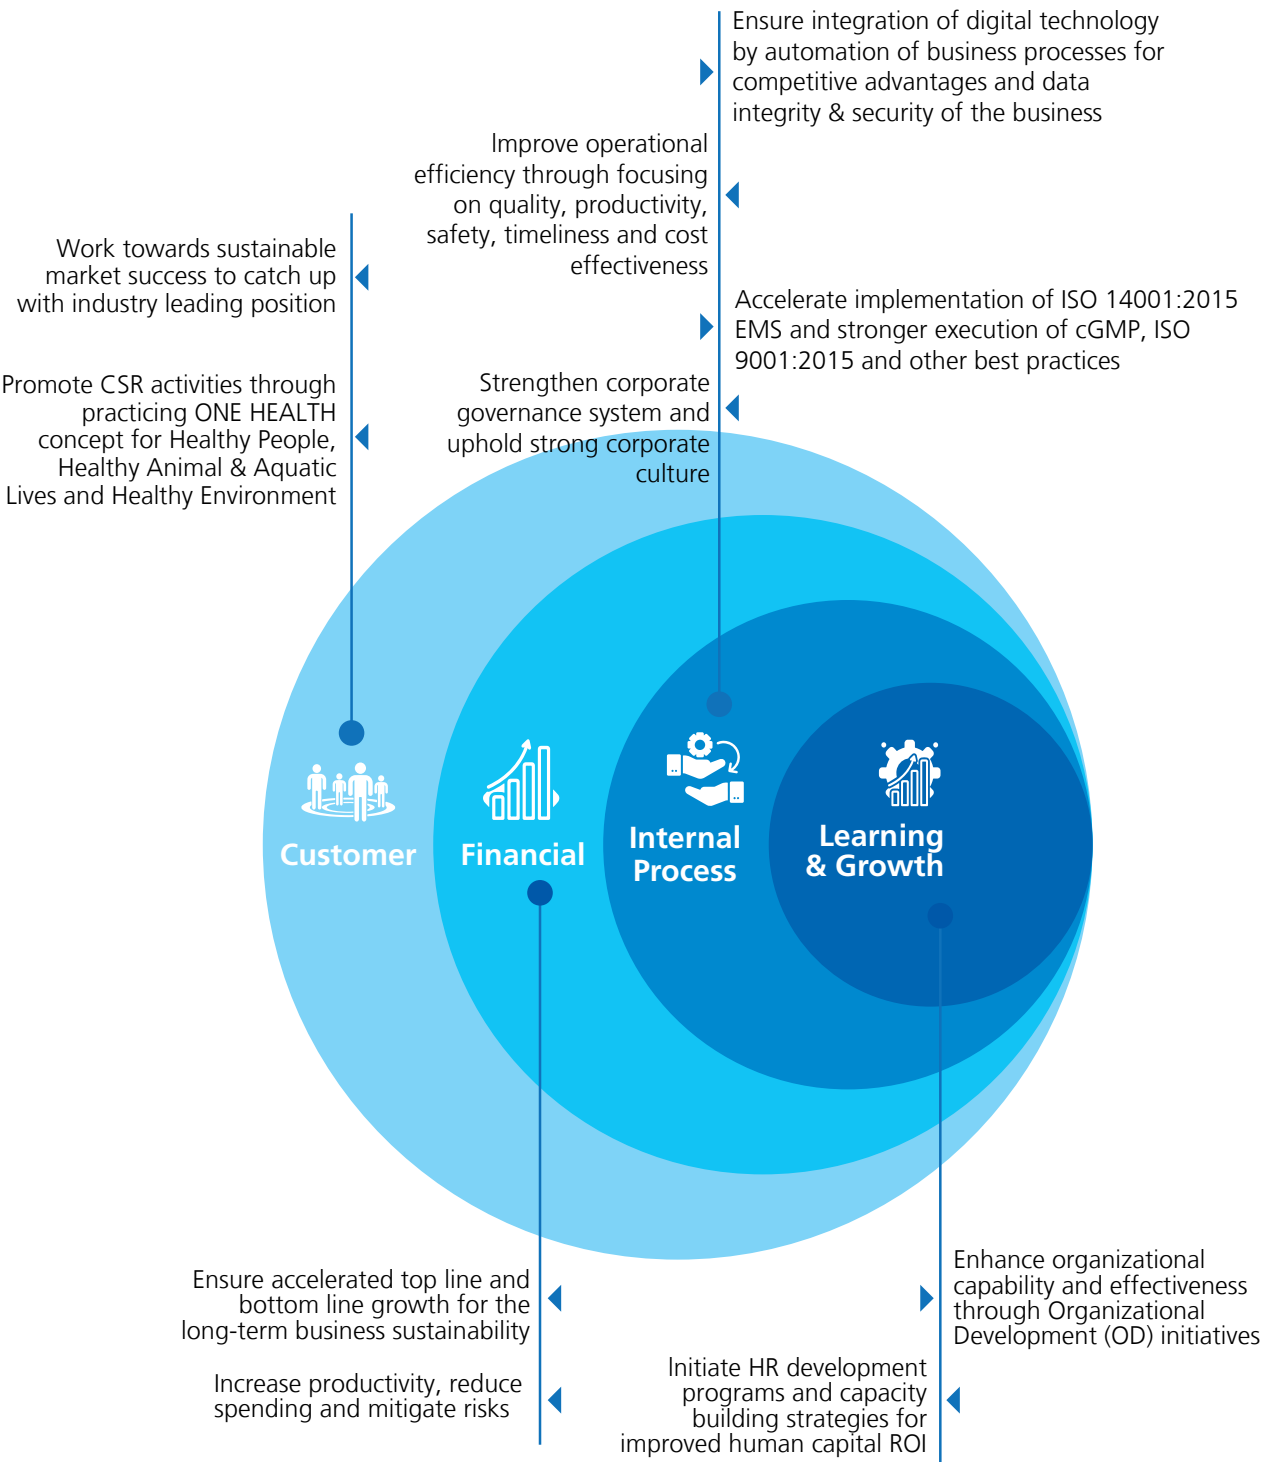 Ensure integration of digital technology
by automation of business processes for
competitive advantages and data
integrity & security of the business
Improve operational
efficiency through focusing
on quality, productivity,
safety, timeliness and cost
effectiveness
Work towards sustainable
market success to catch up
with industry leading position
Accelerate implementation of ISO 14001:2015
EMS and stronger execution of cGMP, ISO
9001:2015 and other best practices
Promote CSR activities through
practicing ONE HEALTH
concept for Healthy People,
Healthy Animal & Aquatic
Lives and Healthy Environment
Strengthen corporate
governance system and
uphold strong corporate
culture
Customer
Financial
Internal
Process
Learning
& Growth
Ensure accelerated top line and
bottom line growth for the
long-term business sustainability
Increase productivity, reduce
spending and mitigate risks
Enhance organizational
capability and effectiveness
through Organizational
Development (OD) initiatives
Initiate HR development
programs and capacity
building strategies for
improved human capital ROI